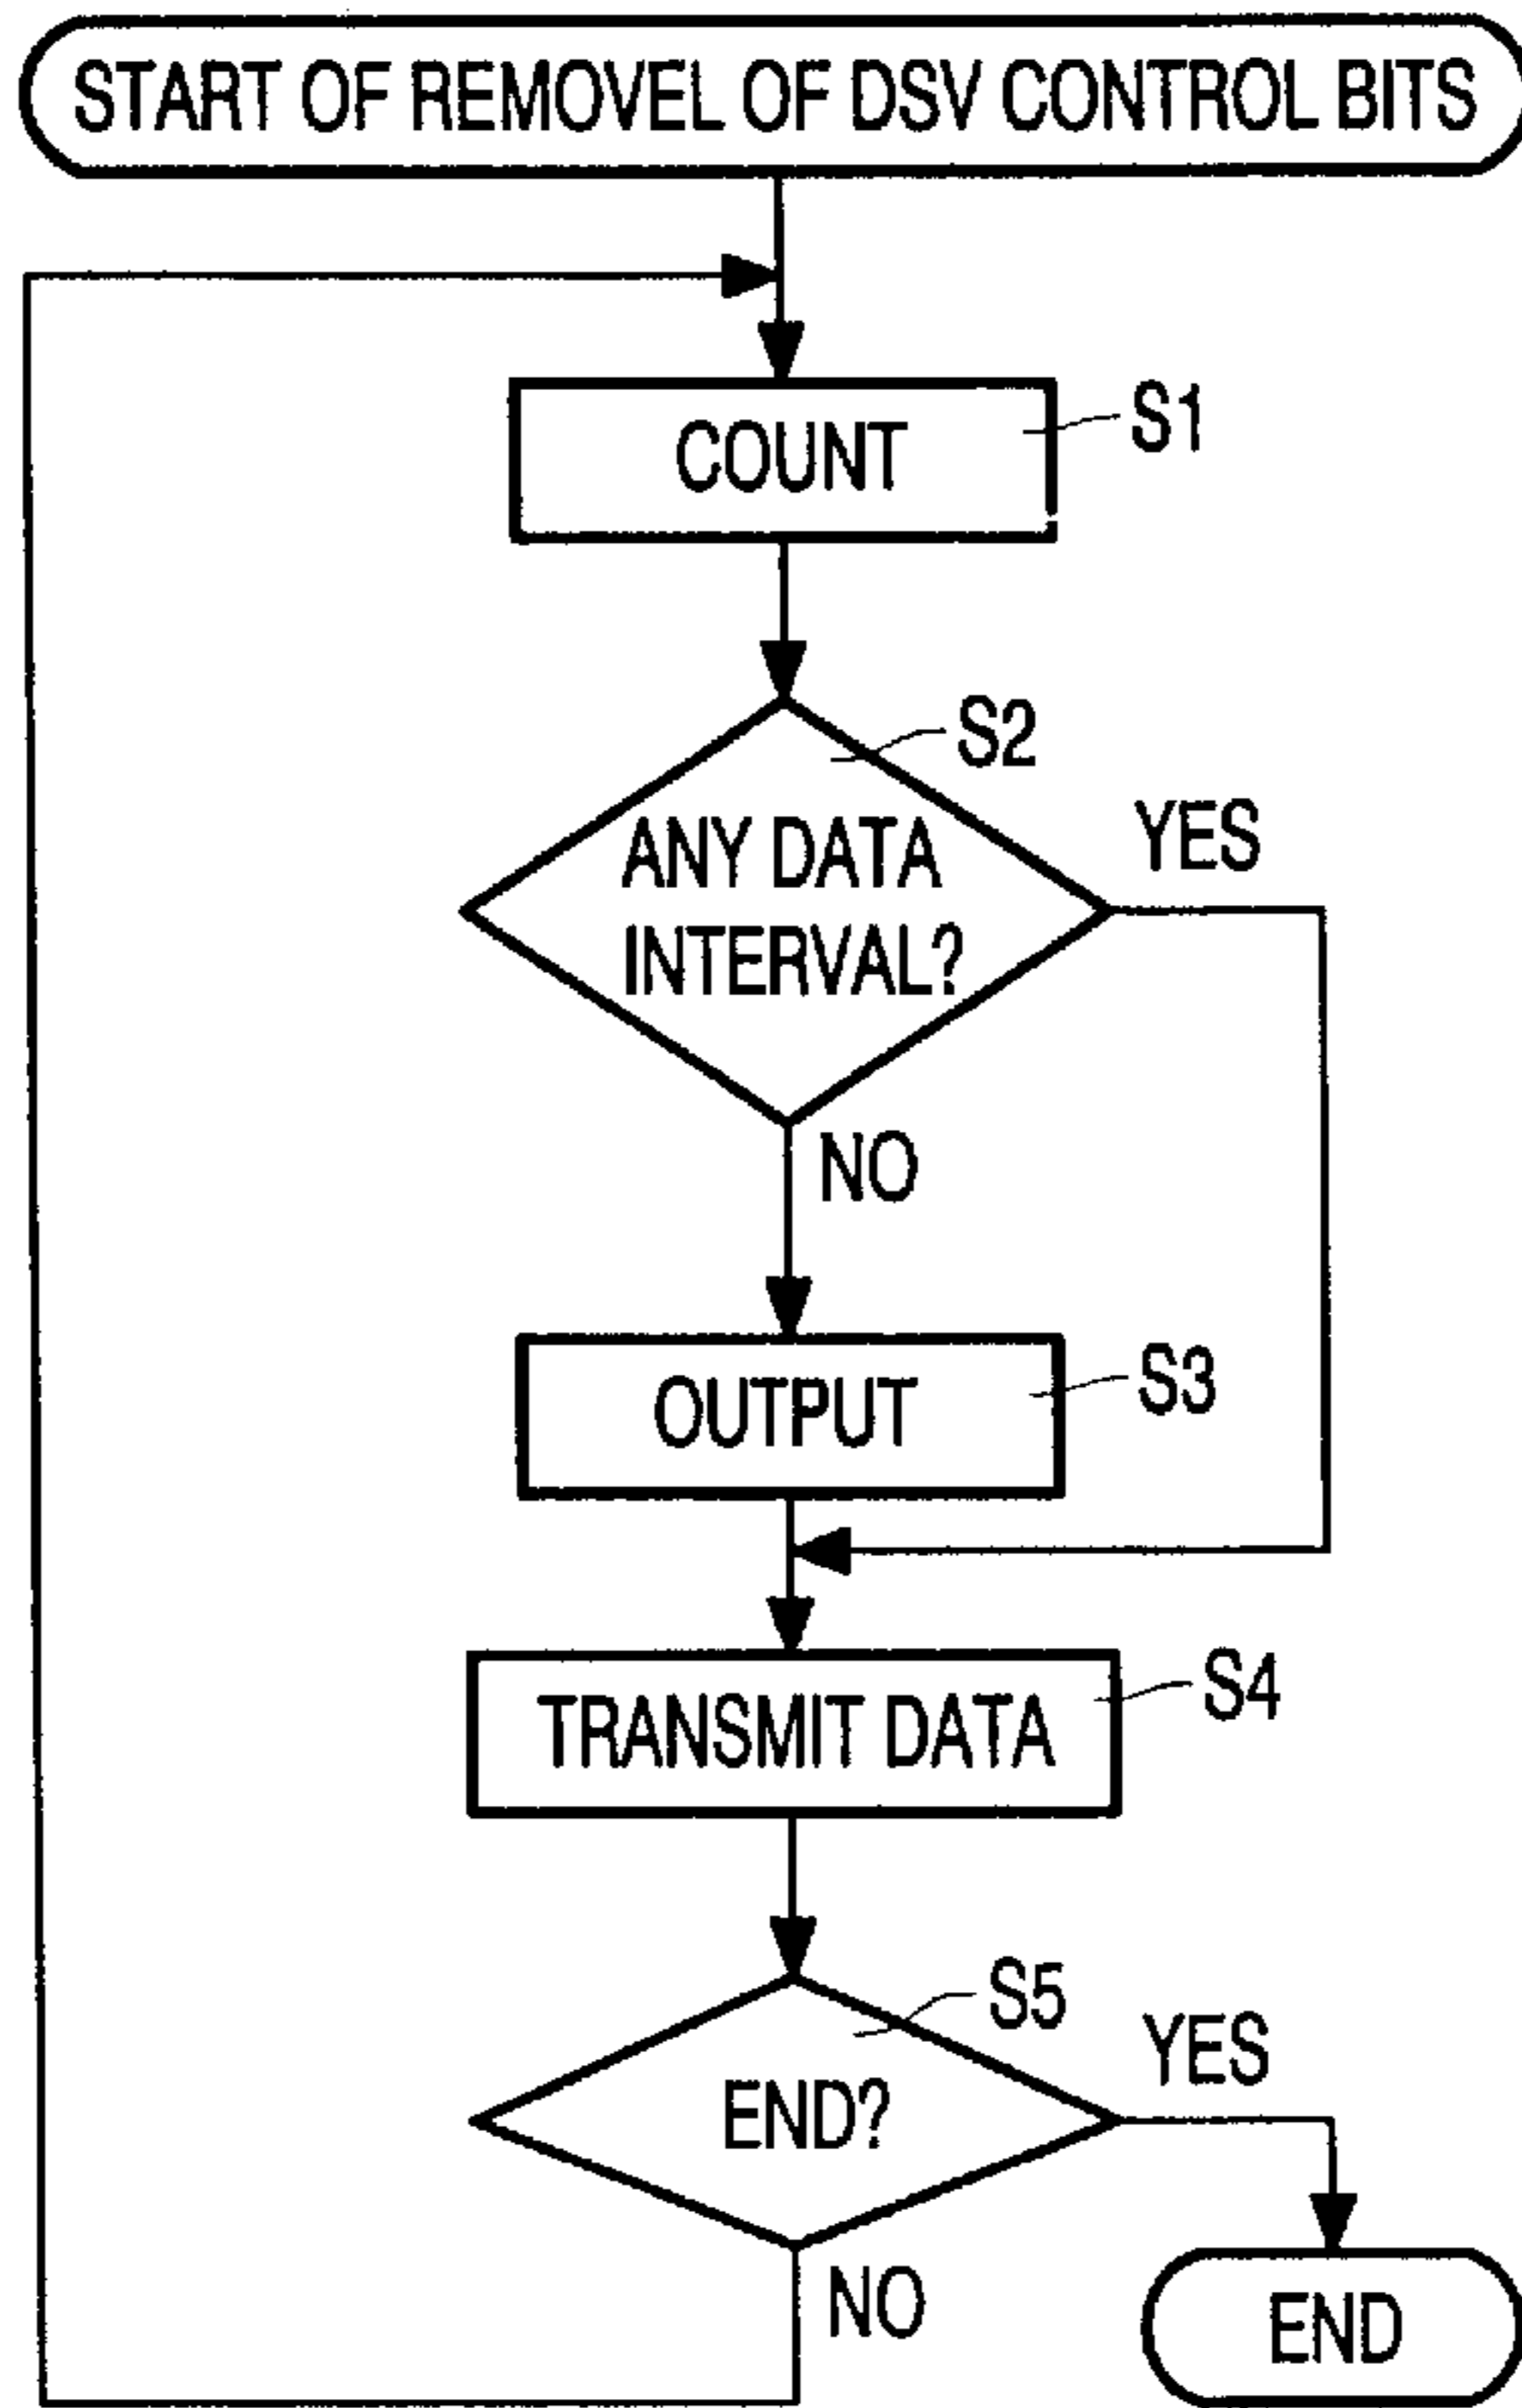 START OF REMOVEL OF DSV CONTROL BITS
COUNT
S1
S2
ANY DATA
INTERVAL?
YES
NO
OUTPUT
S3
TRANSMIT DATA
S4
S5
END?
YES
NO
END